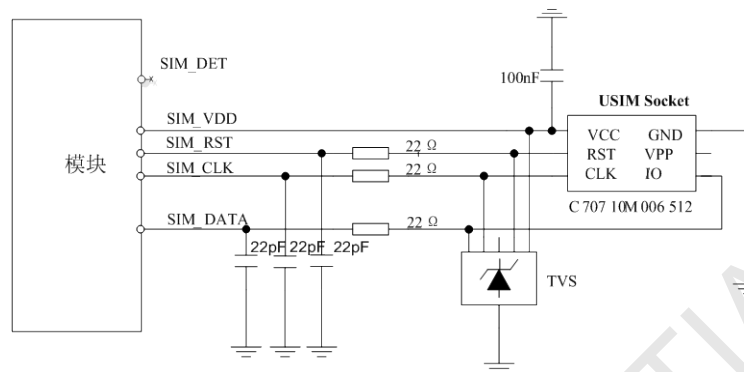 SIM_DET
100nF
USIM Socket
SIM_VDD
VCC GND
SIM_RST
22 Ω
RST VPP
模块
SIM_CLK
22 Ω
CLK IO
C 707 10M 006 512
SIM_DATA
22 Ω
22pF 22pF 22pF
TVS
TIA